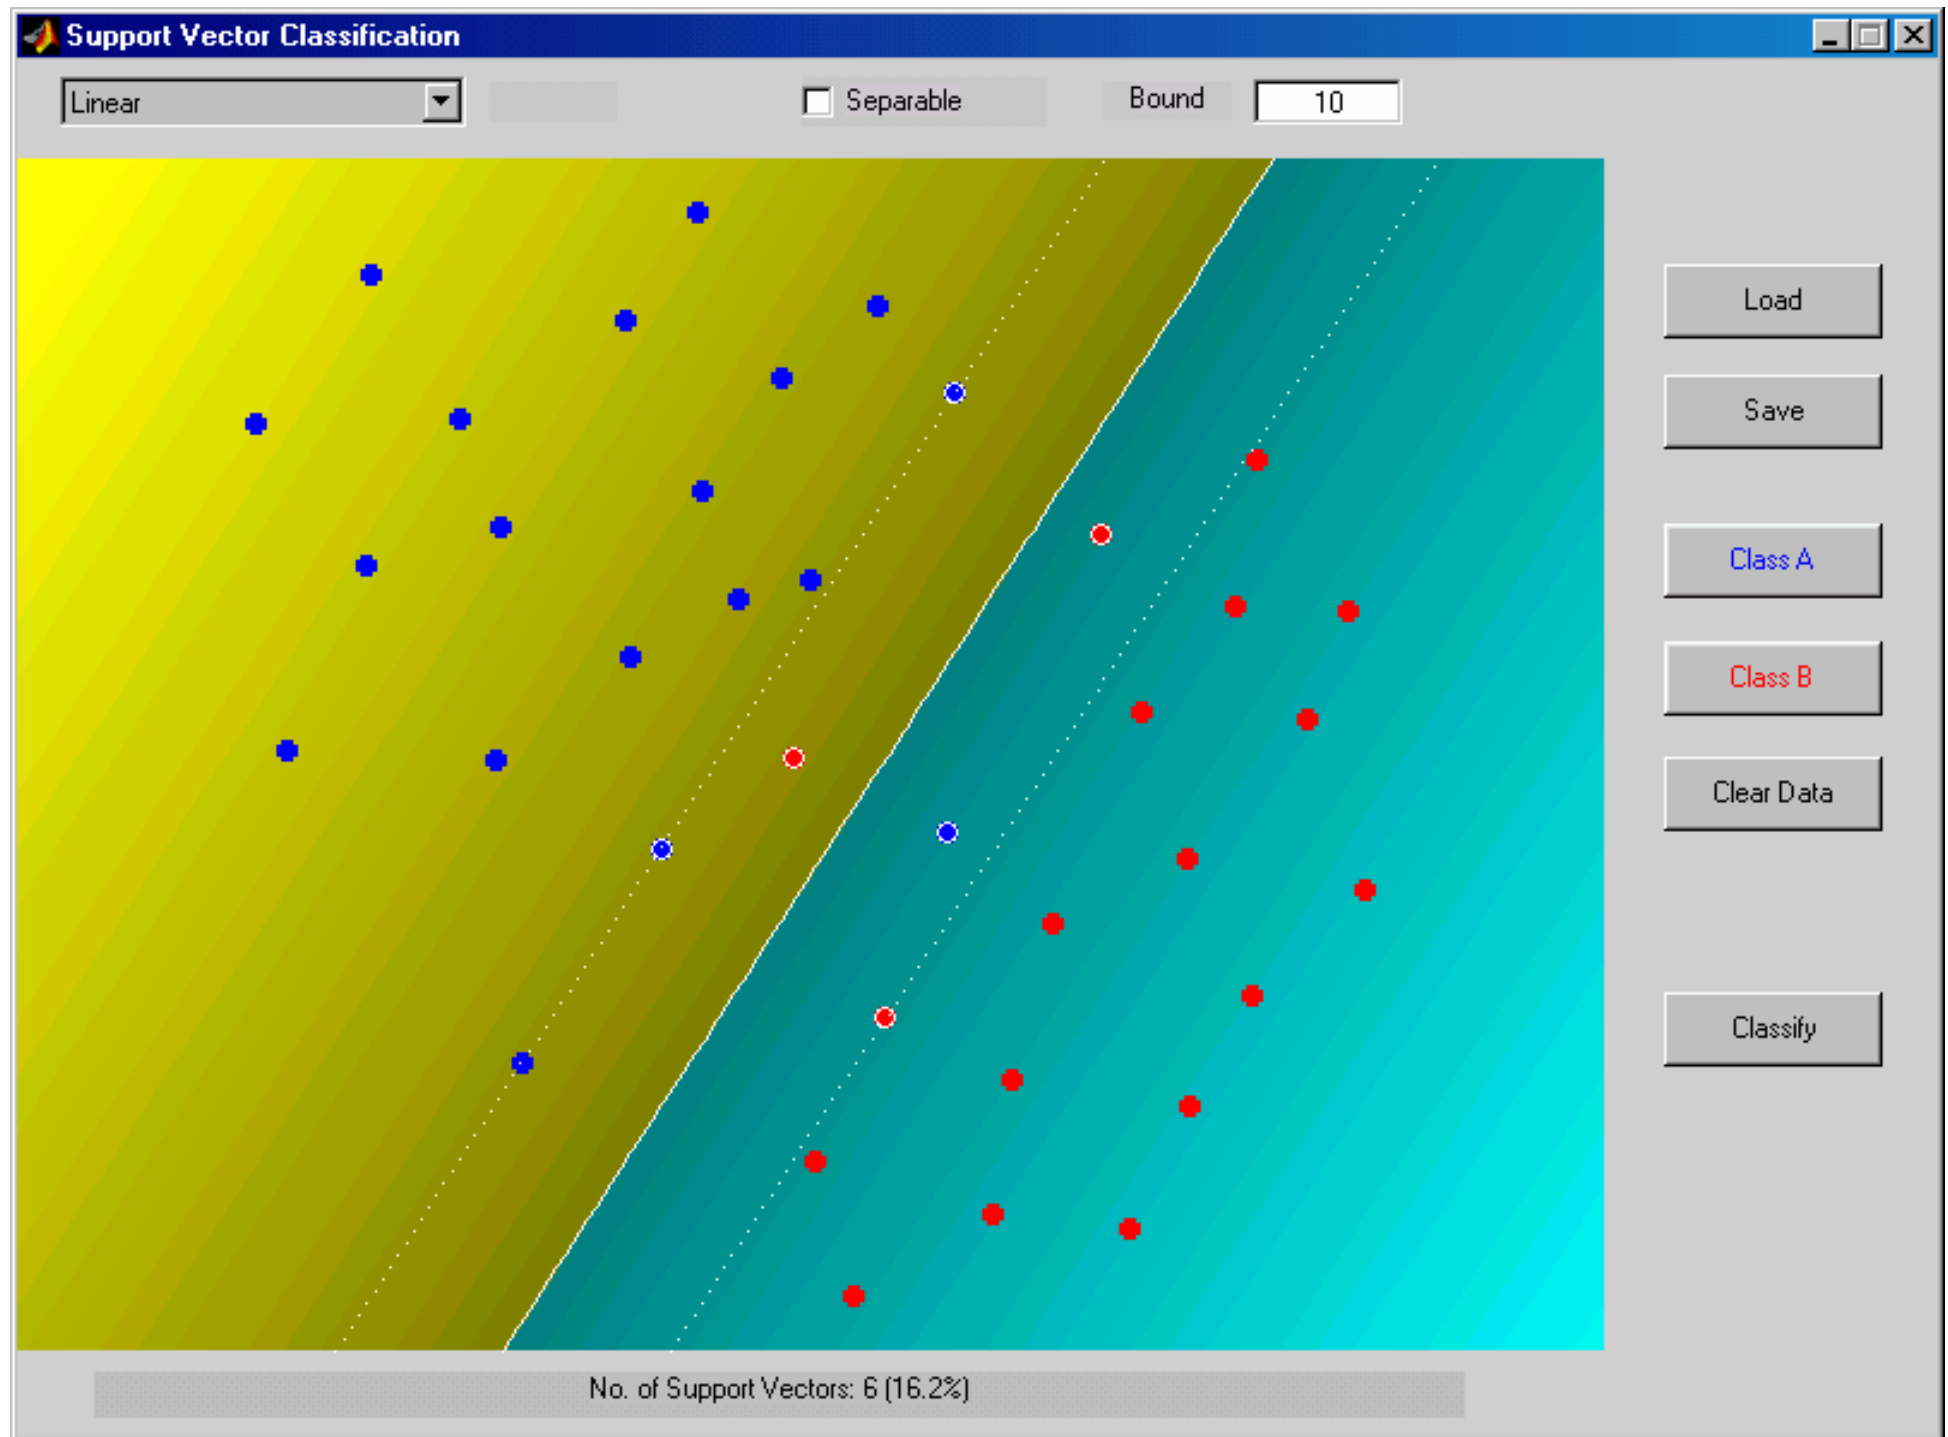 Support Vector Classification
Linear
Separable
Bound
10
Load
Save
Class A
Class B
Clear Data
Classify
No. of Support Vectors: 6 (16.2%)